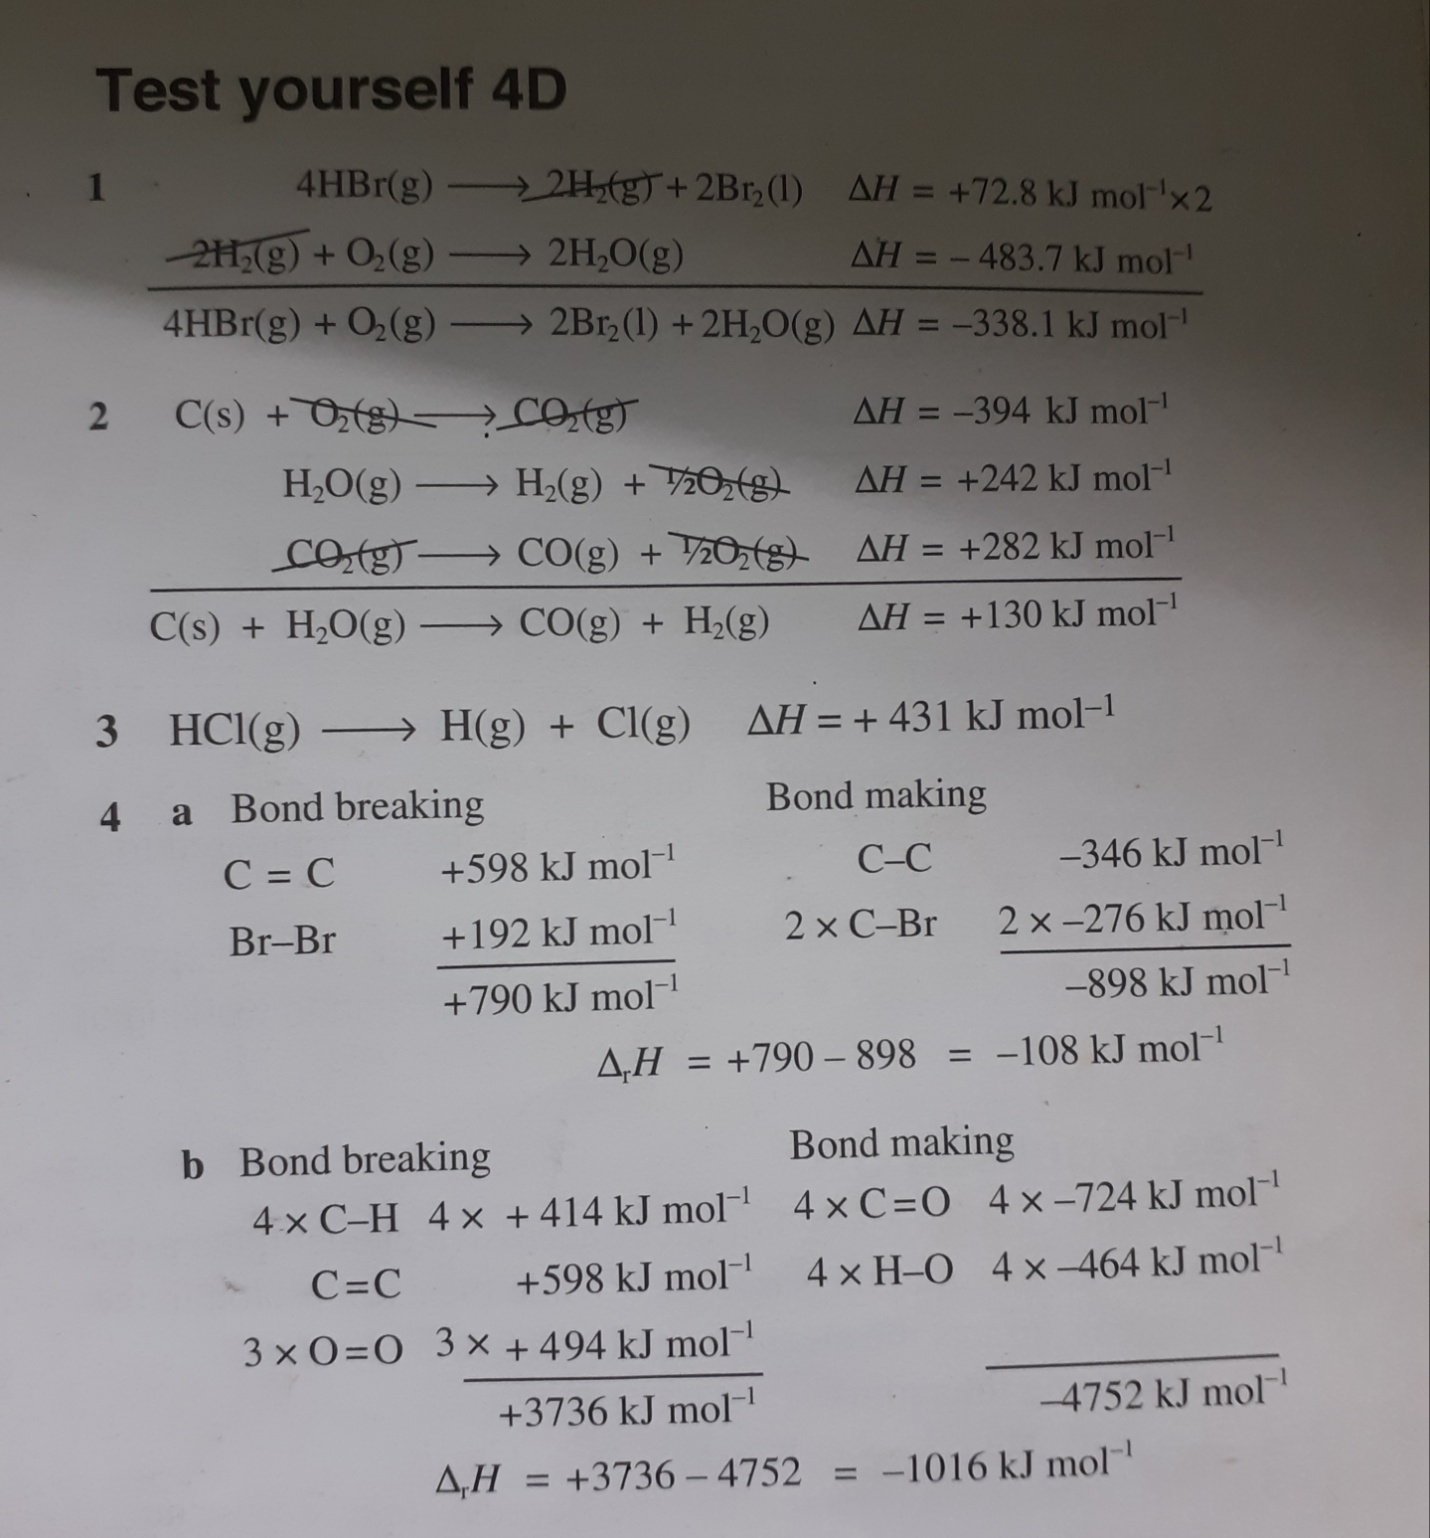 Test yourself 4D
1 4HBr(g) ⟶ 2H₂(g) + 2Br₂(l) ΔH = +72.8 kJ mol⁻¹×2
2H₂(g) + O₂(g) ⟶ 2H₂O(g) ΔH = – 483.7 kJ mol⁻¹
4HBr(g) + O₂(g) ⟶ 2Br₂(l) + 2H₂O(g) ΔH = –338.1 kJ mol⁻¹
2 C(s) + O₂(g) ⟶ CO₂(g) ΔH = –394 kJ mol⁻¹
H₂O(g) ⟶ H₂(g) + ½O₂(g) ΔH = +242 kJ mol⁻¹
CO₂(g) ⟶ CO(g) + ½O₂(g) ΔH = +282 kJ mol⁻¹
C(s) + H₂O(g) ⟶ CO(g) + H₂(g) ΔH = +130 kJ mol⁻¹
3 HCl(g) ⟶ H(g) + Cl(g) ΔH = + 431 kJ mol–¹
4 a Bond breaking Bond making
C = C +598 kJ mol⁻¹ C–C –346 kJ mol⁻¹
Br–Br +192 kJ mol⁻¹ 2 × C–Br 2 × –276 kJ mol⁻¹
+790 kJ mol⁻¹ –898 kJ mol⁻¹
ΔᵣH = +790 – 898 = –108 kJ mol⁻¹
b Bond breaking Bond making
4 × C–H 4 × + 414 kJ mol⁻¹ 4 × C=O 4 × –724 kJ mol⁻¹
C=C +598 kJ mol⁻¹ 4 × H–O 4 × –464 kJ mol⁻¹
3 × O=O 3 × + 494 kJ mol⁻¹
+3736 kJ mol⁻¹ –4752 kJ mol⁻¹
ΔᵣH = +3736 – 4752 = –1016 kJ mol⁻¹